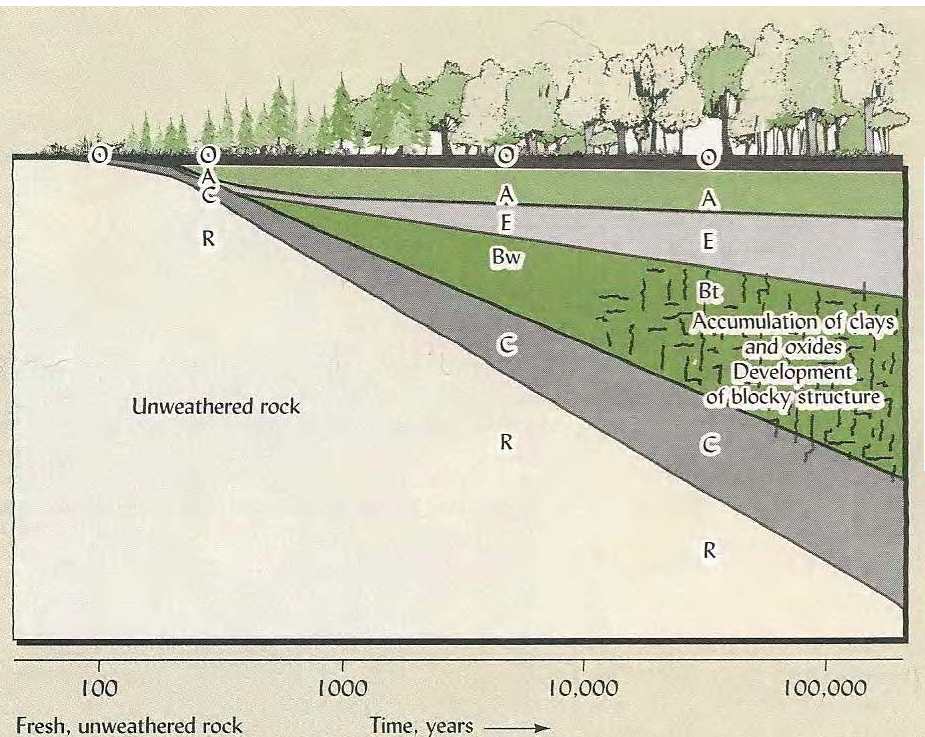 O
O
O
O
A
C
R
A
A
E
E
Bw
Bt
Accumulation of clays
and oxides
Development
of blocky structure
C
C
Unweathered rock
R
R
100
1000
10,000
100,000
Fresh, unweathered rock
Time, years